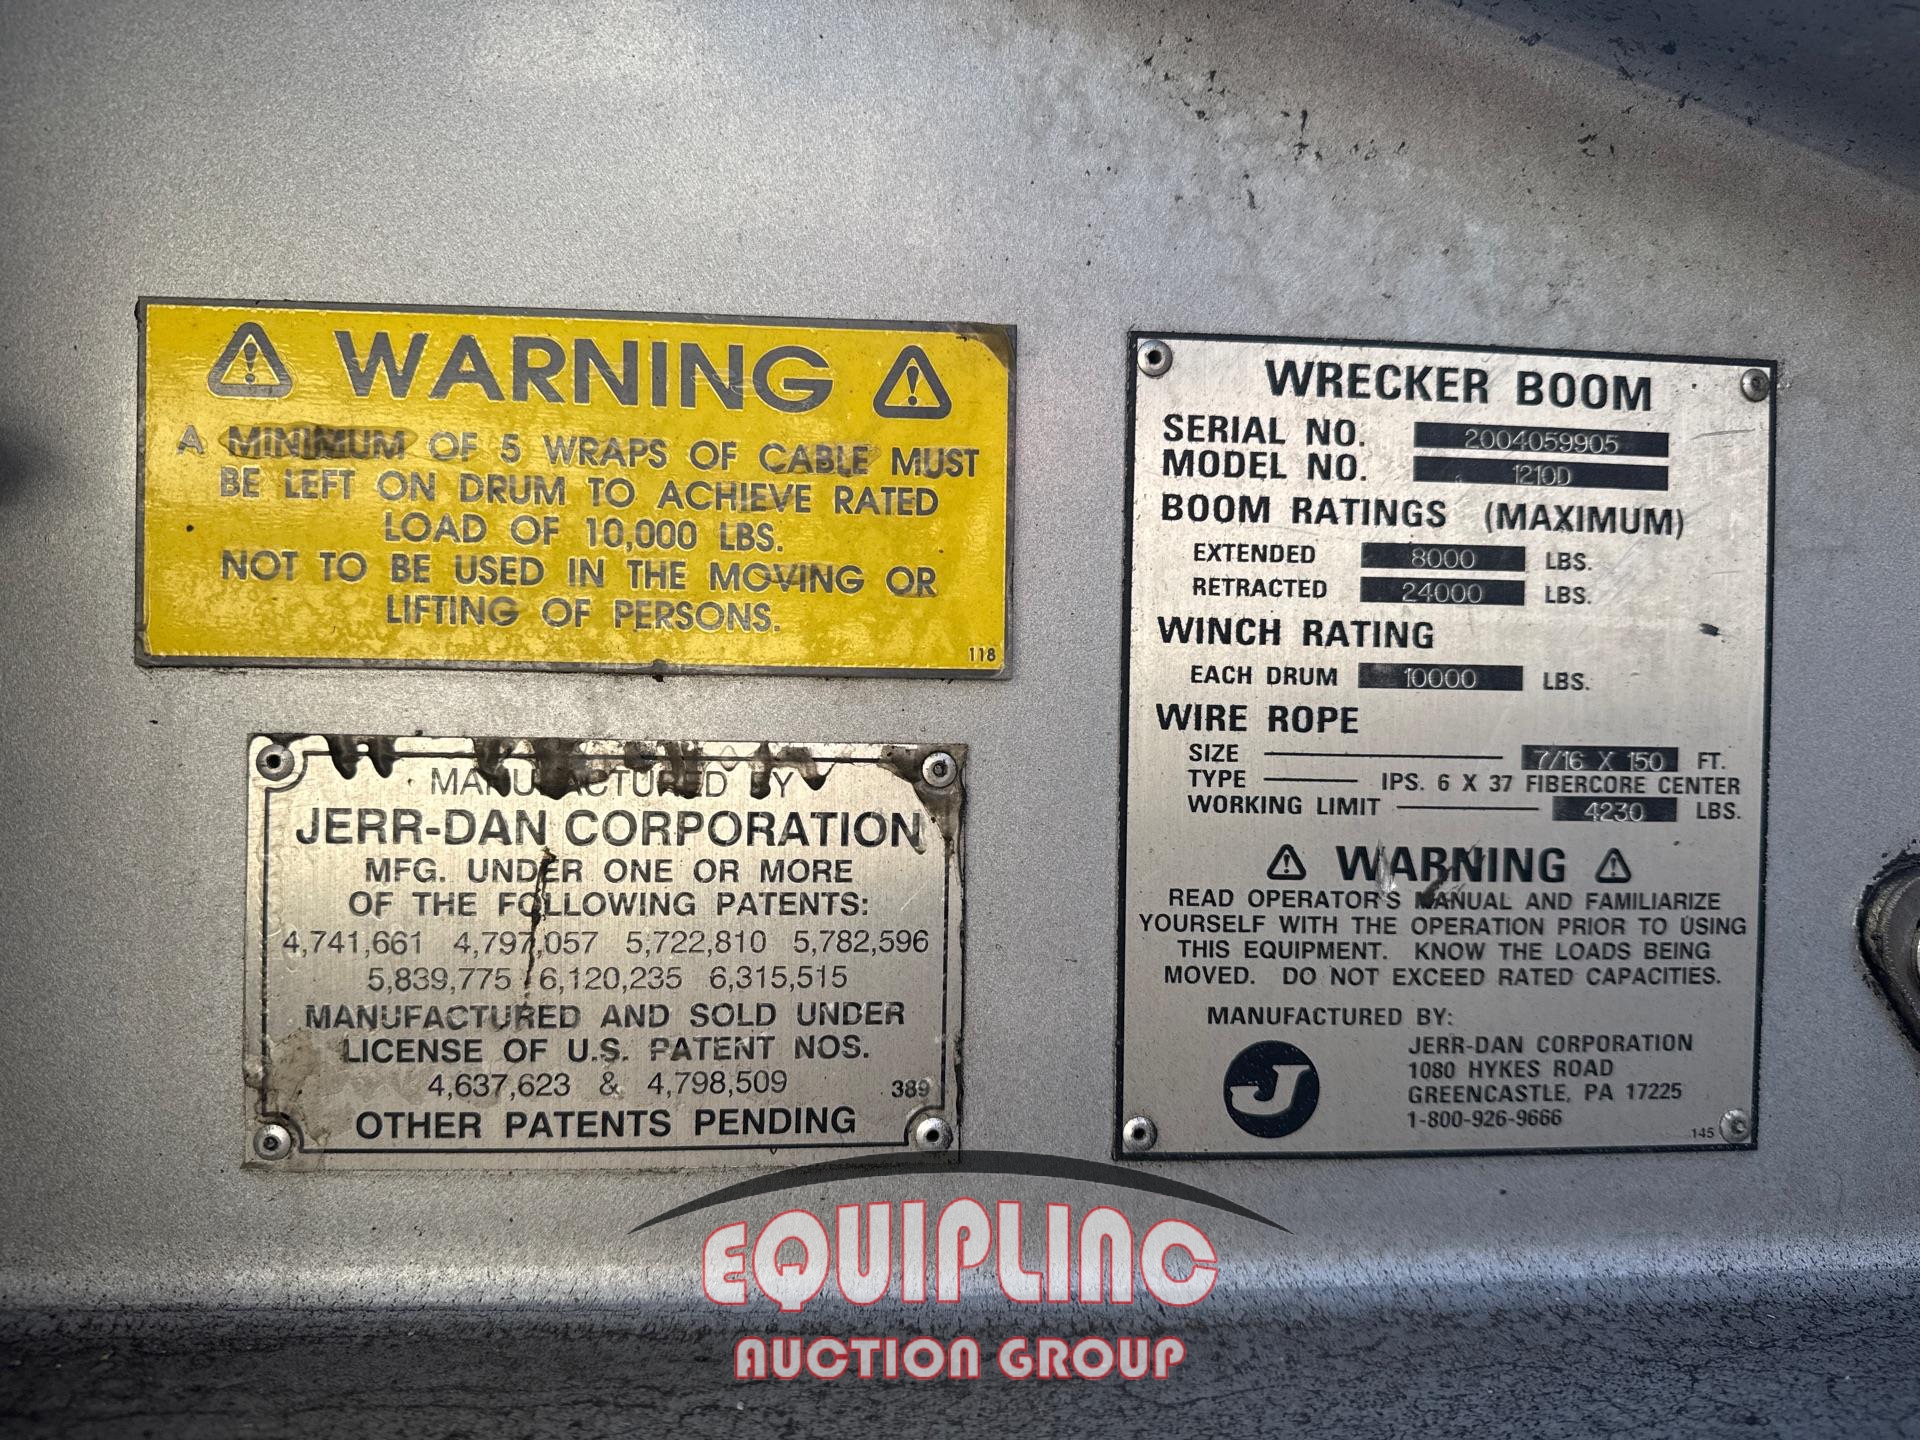 WARNING
A MINIMUM OF 5 WRAPS OF CABLE MUST
BE LEFT ON DRUM TO ACHIEVE RATED
LOAD OF 10,000 LBS.
NOT TO BE USED IN THE MOVING OR
LIFTING OF PERSONS.
118
MANUFACTURED BY
JERR-DAN CORPORATION
MFG. UNDER ONE OR MORE
OF THE FOLLOWING PATENTS:
4,741,661 4,797,057 5,722,810 5,782,596
5,839,775 6,120,235 6,315,515
MANUFACTURED AND SOLD UNDER
LICENSE OF U.S. PATENT NOS.
4,637,623 & 4,798,509
389
OTHER PATENTS PENDING
WRECKER BOOM
SERIAL NO. 2004059905
MODEL NO. 1210D
BOOM RATINGS (MAXIMUM)
EXTENDED 8000 LBS.
RETRACTED 24000 LBS.
WINCH RATING
EACH DRUM 10000 LBS.
WIRE ROPE
SIZE 7/16 X 150 FT.
TYPE IPS. 6 X 37 FIBERCORE CENTER
WORKING LIMIT 4230 LBS.
WARNING
READ OPERATOR'S MANUAL AND FAMILIARIZE
YOURSELF WITH THE OPERATION PRIOR TO USING
THIS EQUIPMENT. KNOW THE LOADS BEING
MOVED. DO NOT EXCEED RATED CAPACITIES.
MANUFACTURED BY:
J
JERR-DAN CORPORATION
1080 HYKES ROAD
GREENCASTLE, PA 17225
1-800-926-9666
145
EQUIPLINC
AUCTION GROUP